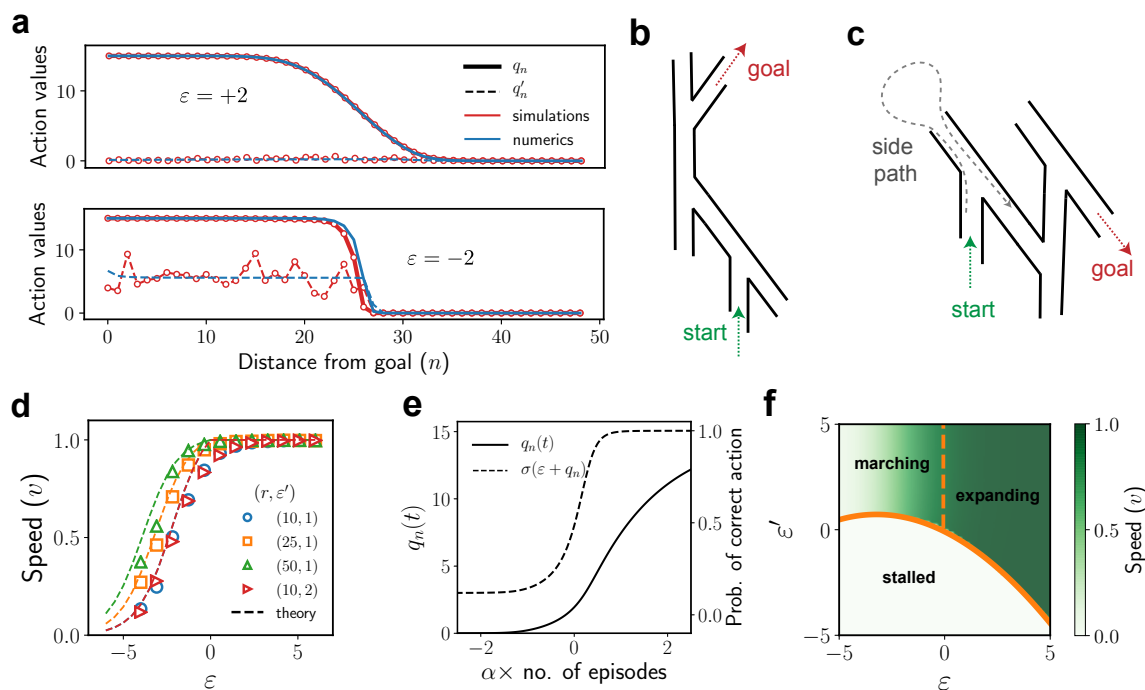 a
Action values
10
0
ε = +2
q_n
q′_n
simulations
numerics
Action values
10
0
ε = −2
0 10 20 30 40 50
Distance from goal (n)
b
goal
start
c
side
path
start
goal
d
Speed (v)
1.0
0.5
0.0
(r, ε′)
(10, 1)
(25, 1)
(50, 1)
(10, 2)
theory
−5 0 5
ε
e
q_n(t)
15
10
5
0
q_n(t)
σ(ε + q_n)
1.0
0.5
0.0
Prob. of correct action
−2 0 2
α× no. of episodes
f
ε′
5
0
−5
marching
expanding
stalled
−5 0 5
ε
1.0
0.5
0.0
Speed (v)